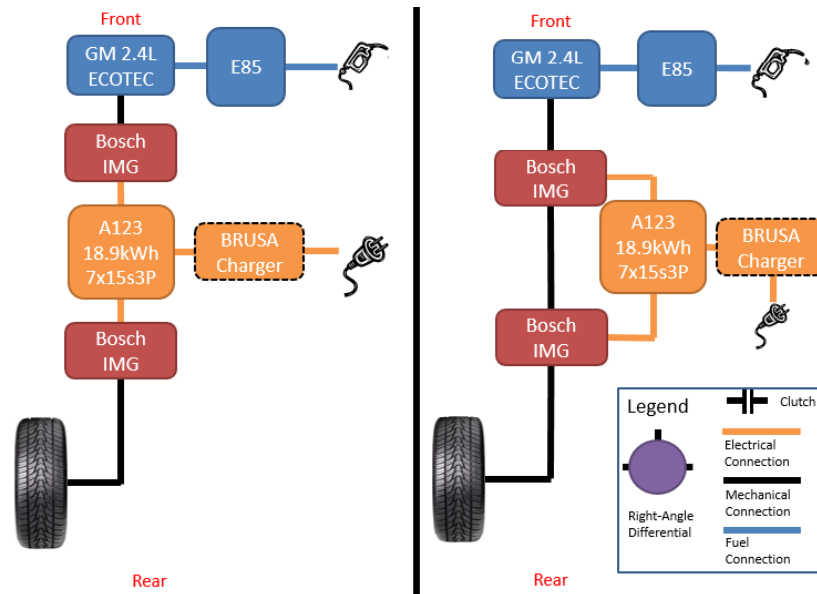 Front
GM 2.4L
ECOTEC
E85
Bosch
IMG
A123
18.9kWh
7x15s3P
BRUSA
Charger
Bosch
IMG
Rear
Front
GM 2.4L
ECOTEC
E85
Bosch
IMG
A123
18.9kWh
7x15s3P
BRUSA
Charger
Bosch
IMG
Legend
Clutch
Electrical
Connection
Mechanical
Connection
Right-Angle
Differential
Fuel
Connection
Rear